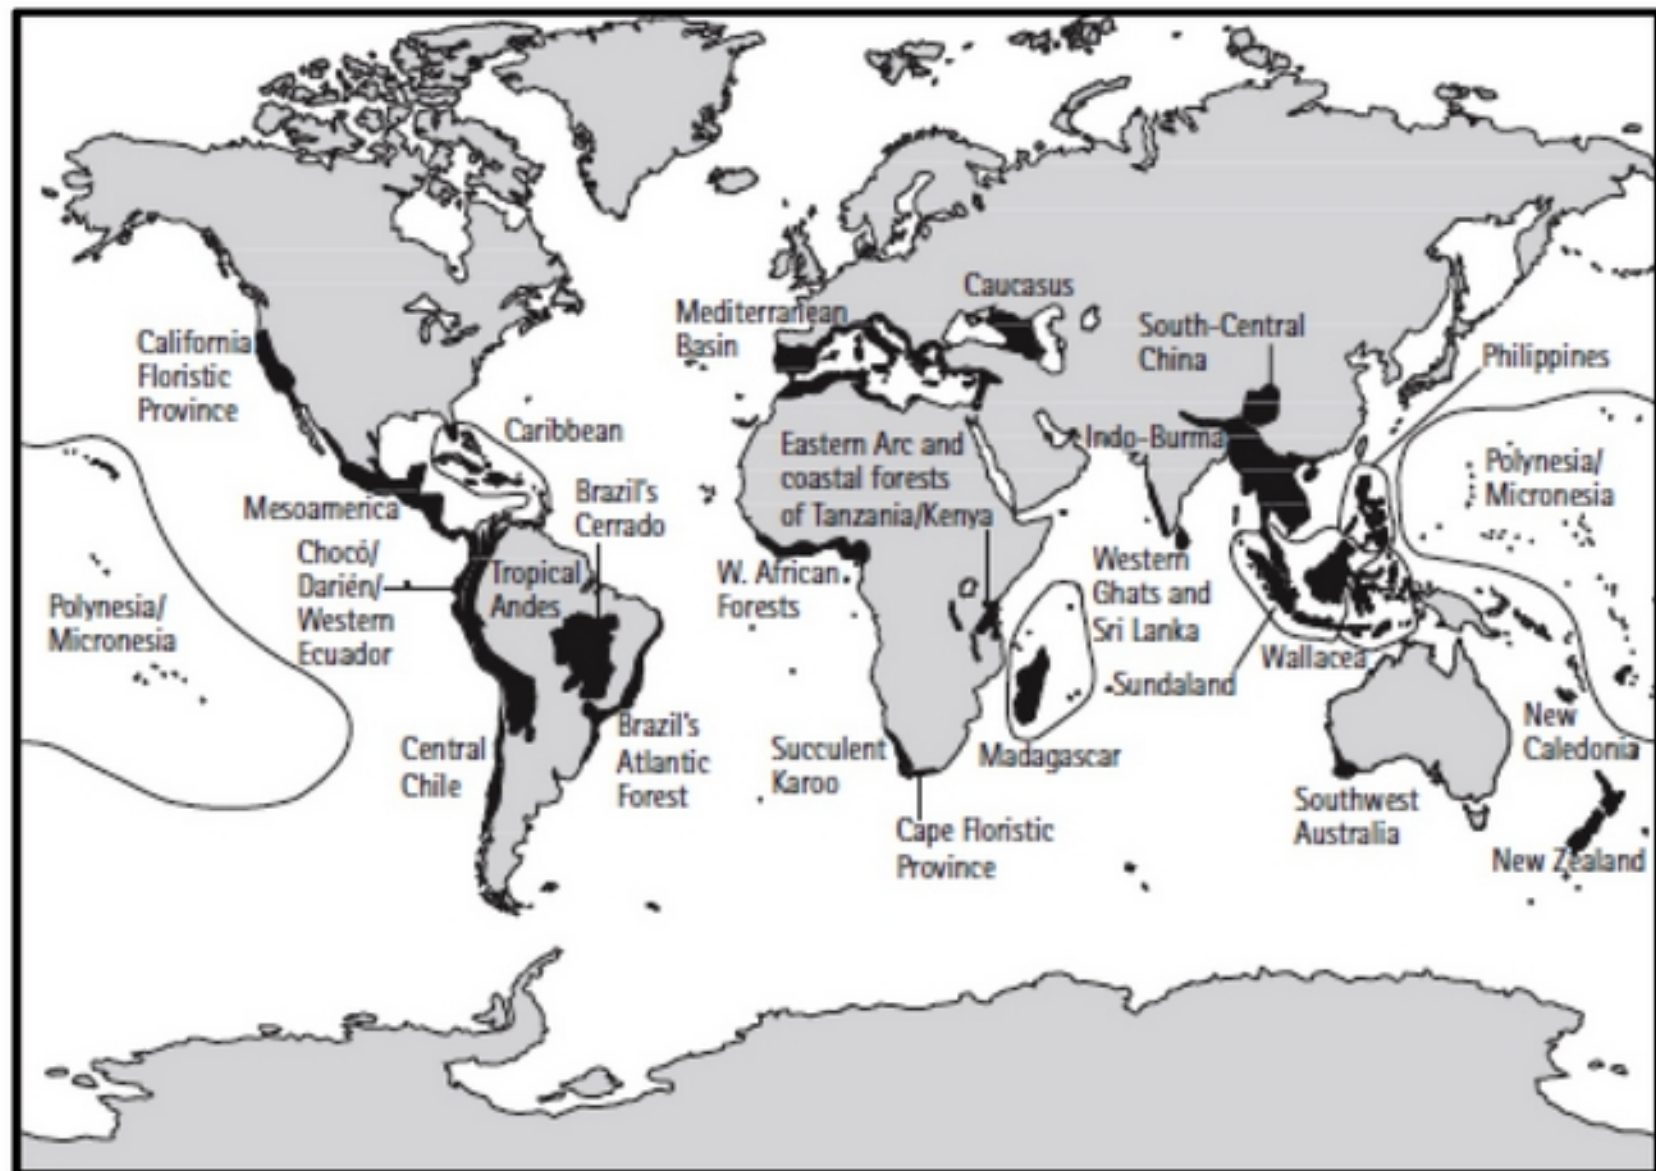 Caucasus
Mediterranean
Basin
South-Central
China
Philippines
California
Floristic
Province
Caribbean
Eastern Arc and
coastal forests
of Tanzania/Kenya
Indo-Burma
Polynesia/
Micronesia
Mesoamerica
Brazil's
Cerrado
Chocó/
Darién/
Western
Ecuador
Tropical
Andes
W. African
Forests
Western
Ghats and
Sri Lanka
Polynesia/
Micronesia
Wallacea
Sundaland
Central
Chile
Brazil's
Atlantic
Forest
Succulent
Karoo
Madagascar
New
Caledonia
Cape Floristic
Province
Southwest
Australia
New Zealand